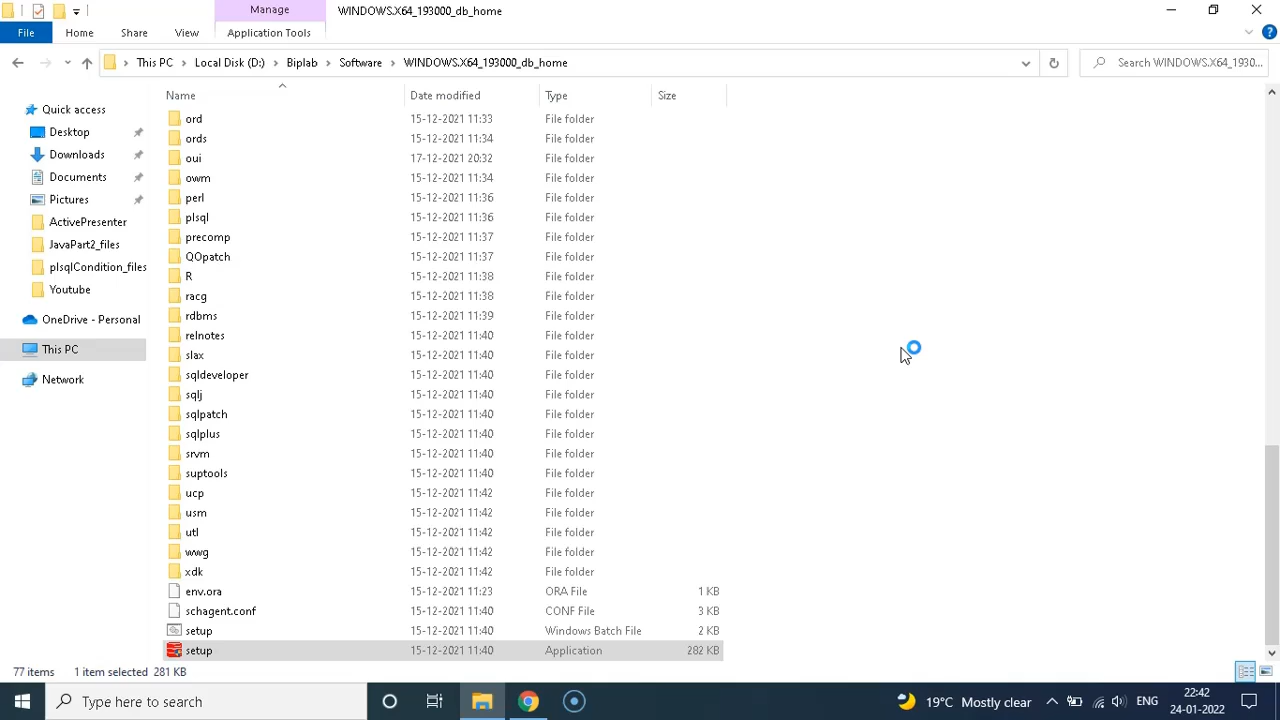 Manage
WINDOWS.X64_193000_db_home
File
Home
Share
View
Application Tools
This PC
Local Disk (D:)
Biplab
Software
WINDOWS.X64_193000_db_home
Search WINDOWS.X64_1930...
Name
Date modified
Type
Size
Quick access
Desktop
Downloads
Documents
Pictures
ActivePresenter
JavaPart2_files
plsqlCondition_files
Youtube
OneDrive - Personal
This PC
Network
ord 15-12-2021 11:33 File folder
ords 15-12-2021 11:34 File folder
oui 17-12-2021 20:32 File folder
owm 15-12-2021 11:34 File folder
perl 15-12-2021 11:36 File folder
plsql 15-12-2021 11:36 File folder
precomp 15-12-2021 11:37 File folder
QOpatch 15-12-2021 11:37 File folder
R 15-12-2021 11:38 File folder
racg 15-12-2021 11:38 File folder
rdbms 15-12-2021 11:39 File folder
relnotes 15-12-2021 11:40 File folder
slax 15-12-2021 11:40 File folder
sqldeveloper 15-12-2021 11:40 File folder
sqlj 15-12-2021 11:40 File folder
sqlpatch 15-12-2021 11:40 File folder
sqlplus 15-12-2021 11:40 File folder
srvm 15-12-2021 11:40 File folder
suptools 15-12-2021 11:40 File folder
ucp 15-12-2021 11:42 File folder
usm 15-12-2021 11:42 File folder
utl 15-12-2021 11:42 File folder
wwg 15-12-2021 11:42 File folder
xdk 15-12-2021 11:42 File folder
env.ora 15-12-2021 11:23 ORA File 1 KB
schagent.conf 15-12-2021 11:40 CONF File 3 KB
setup 15-12-2021 11:40 Windows Batch File 2 KB
setup 15-12-2021 11:40 Application 282 KB
77 items 1 item selected 281 KB
Type here to search
19°C Mostly clear
ENG
22:42
24-01-2022